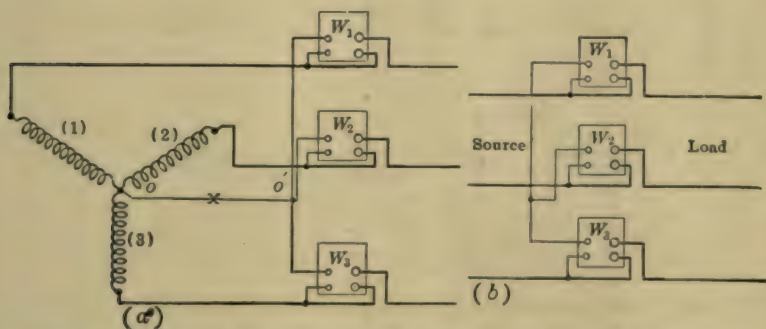 W₁
(1)
(2)
o
o'
×
W₂
(3)
W₃
(a)
W₁
Source
W₂
Load
W₃
(b)